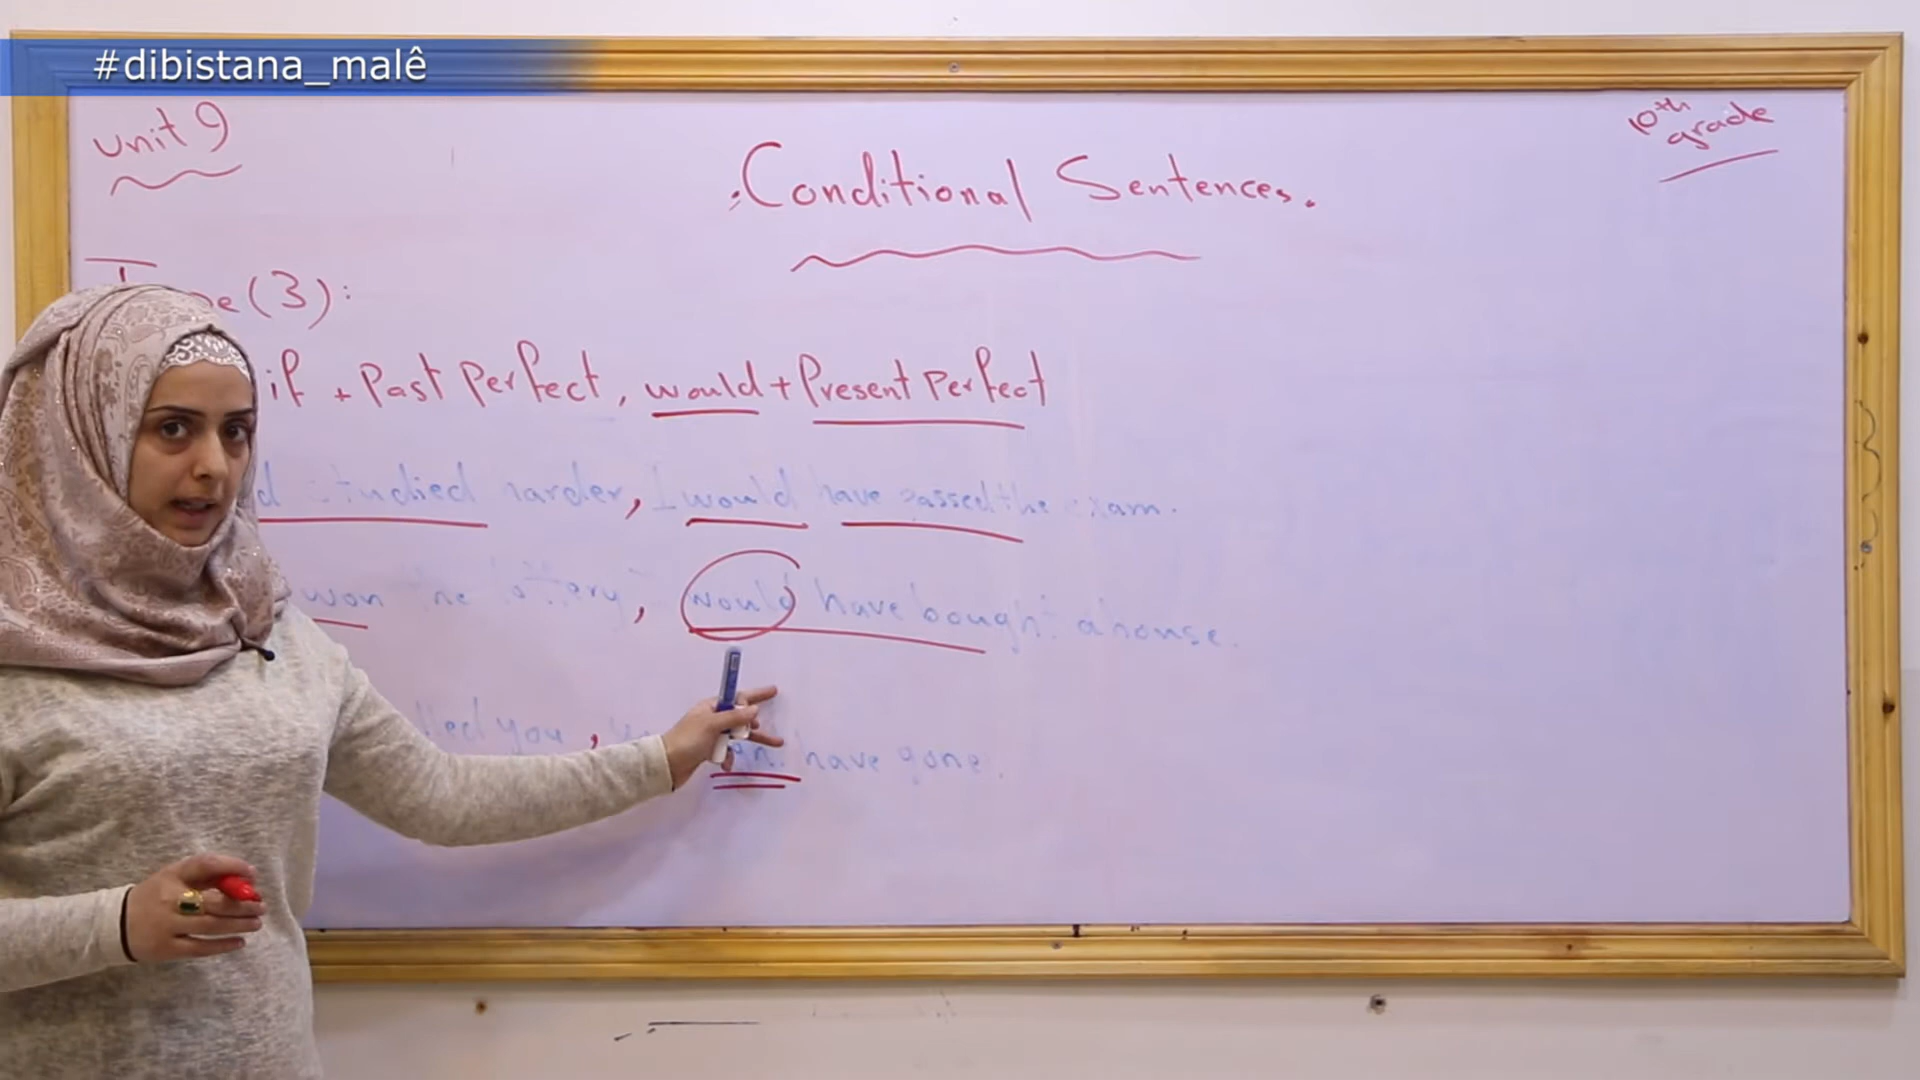 #dibistana_malê
unit 9
10th grade
Conditional Sentences.
(3):
if + Past Perfect, would + Present Perfect
studied harder, I would have passed the exam.
won the lottery, would have bought a house.
you, have gone.